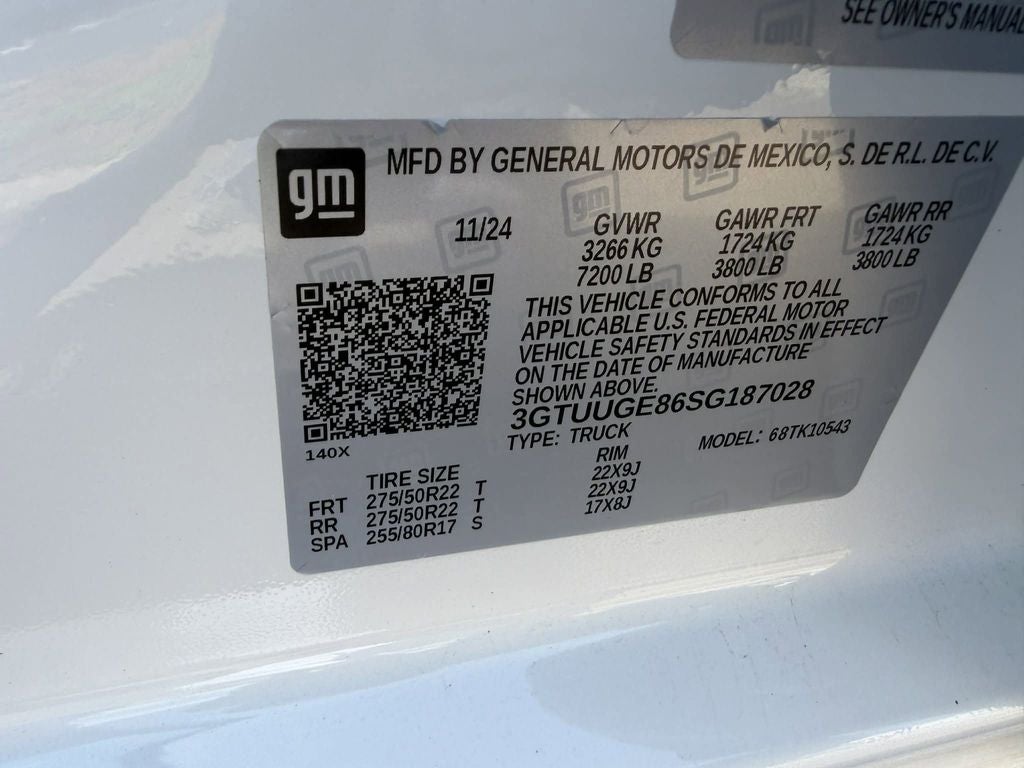 SEE OWNER'S MANUAL
gm
MFD BY GENERAL MOTORS DE MEXICO, S. DE R.L. DE C.V.
11/24 GVWR GAWR FRT GAWR RR
3266 KG 1724 KG 1724 KG
7200 LB 3800 LB 3800 LB
THIS VEHICLE CONFORMS TO ALL
APPLICABLE U.S. FEDERAL MOTOR
VEHICLE SAFETY STANDARDS IN EFFECT
ON THE DATE OF MANUFACTURE
SHOWN ABOVE.
3GTUUGE86SG187028
TYPE: TRUCK MODEL: 68TK10543
140X
TIRE SIZE RIM
FRT 275/50R22 T 22X9J
RR 275/50R22 T 22X9J
SPA 255/80R17 S 17X8J